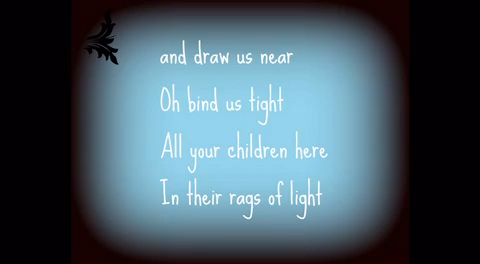 and draw us near
Oh bind us tight
All your children here
In their rags of light